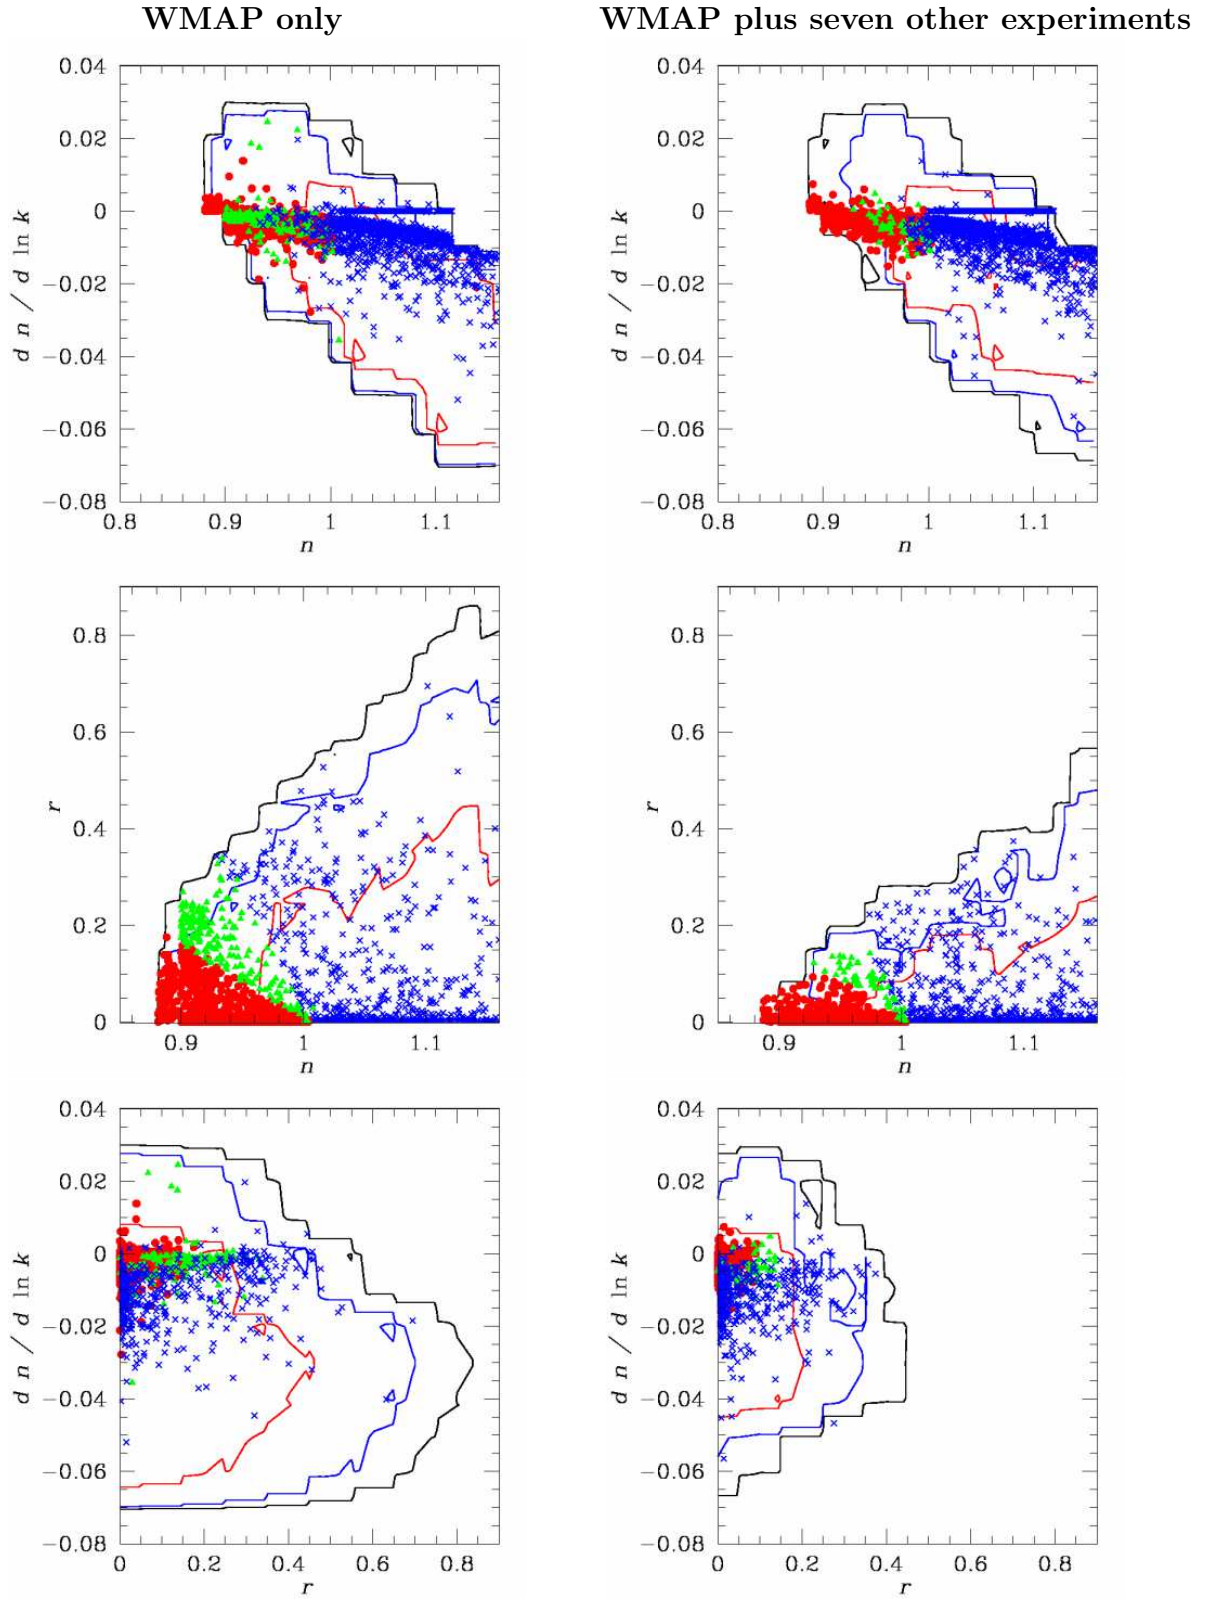 WMAP only WMAP plus seven other experiments
0.04 0.04
0.02 0.02
0 0
−0.02 −0.02
−0.04 −0.04
−0.06 −0.06
−0.08 −0.08
d n / d ln k d n / d ln k
0.8 0.9 1 1.1 0.8 0.9 1 1.1
n n
0.8 0.8
0.6 0.6
0.4 0.4
0.2 0.2
0 0
r r
0.9 1 1.1 0.9 1 1.1
n n
0.04 0.04
0.02 0.02
0 0
−0.02 −0.02
−0.04 −0.04
−0.06 −0.06
−0.08 −0.08
d n / d ln k d n / d ln k
0 0.2 0.4 0.6 0.8 0 0.2 0.4 0.6 0.8
r r